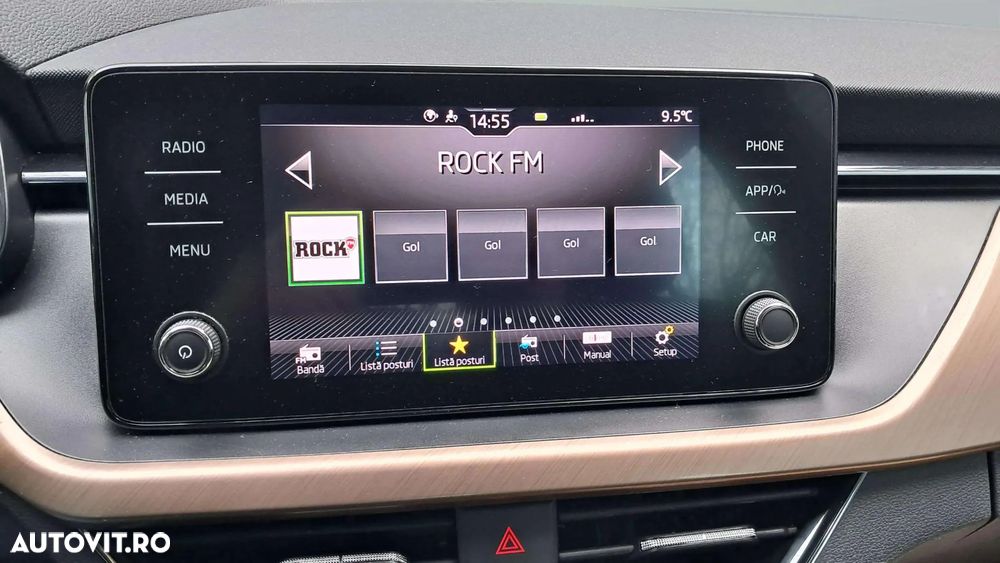 14:55
9.5°C
RADIO
MEDIA
MENU
ROCK FM
ROCK
Gol
Gol
Gol
Gol
FM
Bandă
Listă posturi
Listă posturi
Post
Manual
Setup
PHONE
APP/
CAR
AUTOVIT.RO